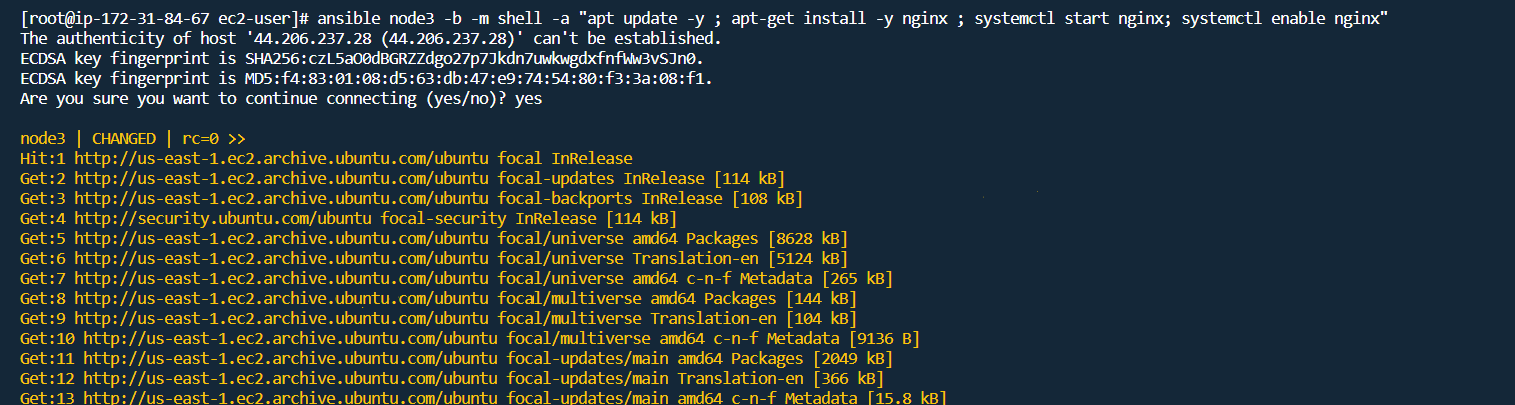 [root@ip-172-31-84-67 ec2-user]# ansible node3 -b -m shell -a "apt update -y ; apt-get install -y nginx ; systemctl start nginx; systemctl enable nginx"
The authenticity of host '44.206.237.28 (44.206.237.28)' can't be established.
ECDSA key fingerprint is SHA256:czL5aO0dBGRZZdgo27p7Jkdn7uwkwgdxfnfWw3vSJn0.
ECDSA key fingerprint is MD5:f4:83:01:08:d5:63:db:47:e9:74:54:80:f3:3a:08:f1.
Are you sure you want to continue connecting (yes/no)? yes
node3 | CHANGED | rc=0 >>
Hit:1 http://us-east-1.ec2.archive.ubuntu.com/ubuntu focal InRelease
Get:2 http://us-east-1.ec2.archive.ubuntu.com/ubuntu focal-updates InRelease [114 kB]
Get:3 http://us-east-1.ec2.archive.ubuntu.com/ubuntu focal-backports InRelease [108 kB]
Get:4 http://security.ubuntu.com/ubuntu focal-security InRelease [114 kB]
Get:5 http://us-east-1.ec2.archive.ubuntu.com/ubuntu focal/universe amd64 Packages [8628 kB]
Get:6 http://us-east-1.ec2.archive.ubuntu.com/ubuntu focal/universe Translation-en [5124 kB]
Get:7 http://us-east-1.ec2.archive.ubuntu.com/ubuntu focal/universe amd64 c-n-f Metadata [265 kB]
Get:8 http://us-east-1.ec2.archive.ubuntu.com/ubuntu focal/multiverse amd64 Packages [144 kB]
Get:9 http://us-east-1.ec2.archive.ubuntu.com/ubuntu focal/multiverse Translation-en [104 kB]
Get:10 http://us-east-1.ec2.archive.ubuntu.com/ubuntu focal/multiverse amd64 c-n-f Metadata [9136 B]
Get:11 http://us-east-1.ec2.archive.ubuntu.com/ubuntu focal-updates/main amd64 Packages [2049 kB]
Get:12 http://us-east-1.ec2.archive.ubuntu.com/ubuntu focal-updates/main Translation-en [366 kB]
Get:13 http://us-east-1.ec2.archive.ubuntu.com/ubuntu focal-updates/main amd64 c-n-f Metadata [15.8 kB]